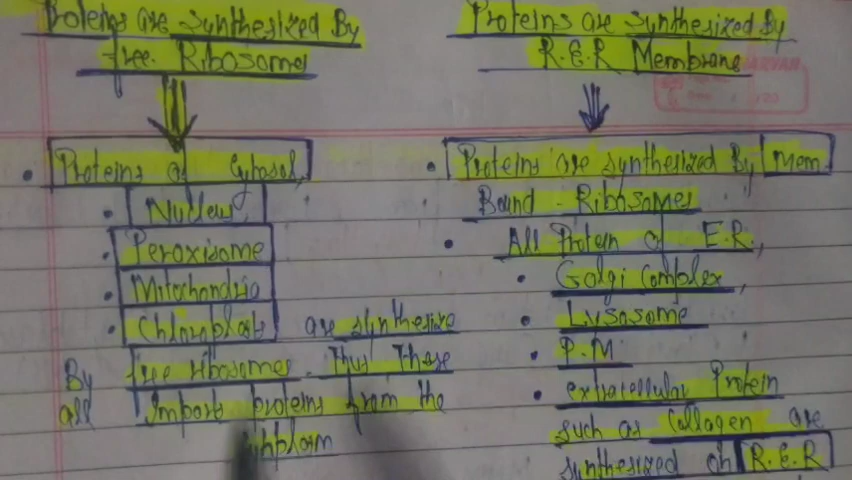 Proteins are synthesized By
free Ribosomes
Proteins of Cytosol,
Nucleus,
Peroxisome
Mitochondria
Chloroplast are synthesize
By free ribosomes. Thus These
all Import proteins from the
Proteins are synthesized By
R.E.R Membrane
Proteins are synthesized By Mem
Bound - Ribosomes
All Protein of E.R.,
Golgi Complex,
Lysosome
P.M
extracellular Protein
such as Collagen are
synthesized on R.E.R